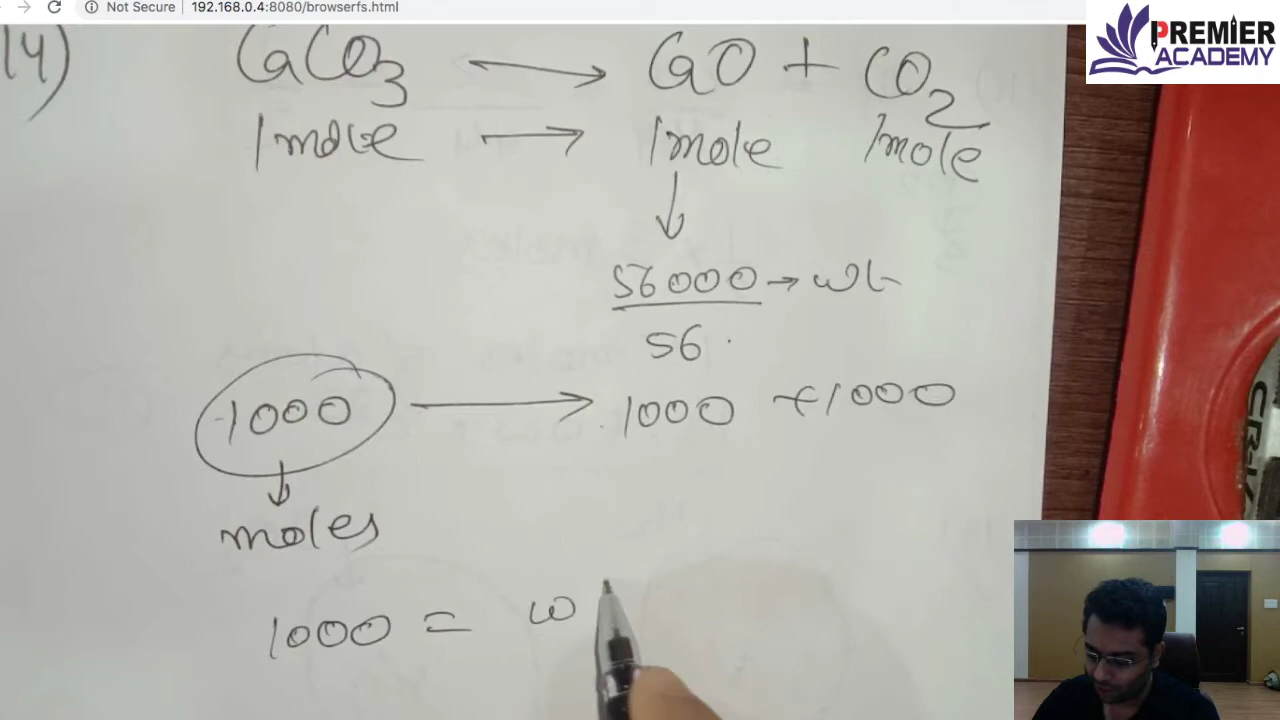 Not Secure | 192.168.0.4:8080/browserfs.html
PREMIER
ACADEMY
14) CaCO3 → CaO + CO2
1mole → 1mole 1mole
56000 → wt
56
1000 → 1000 + 1000
moles
1000 = w